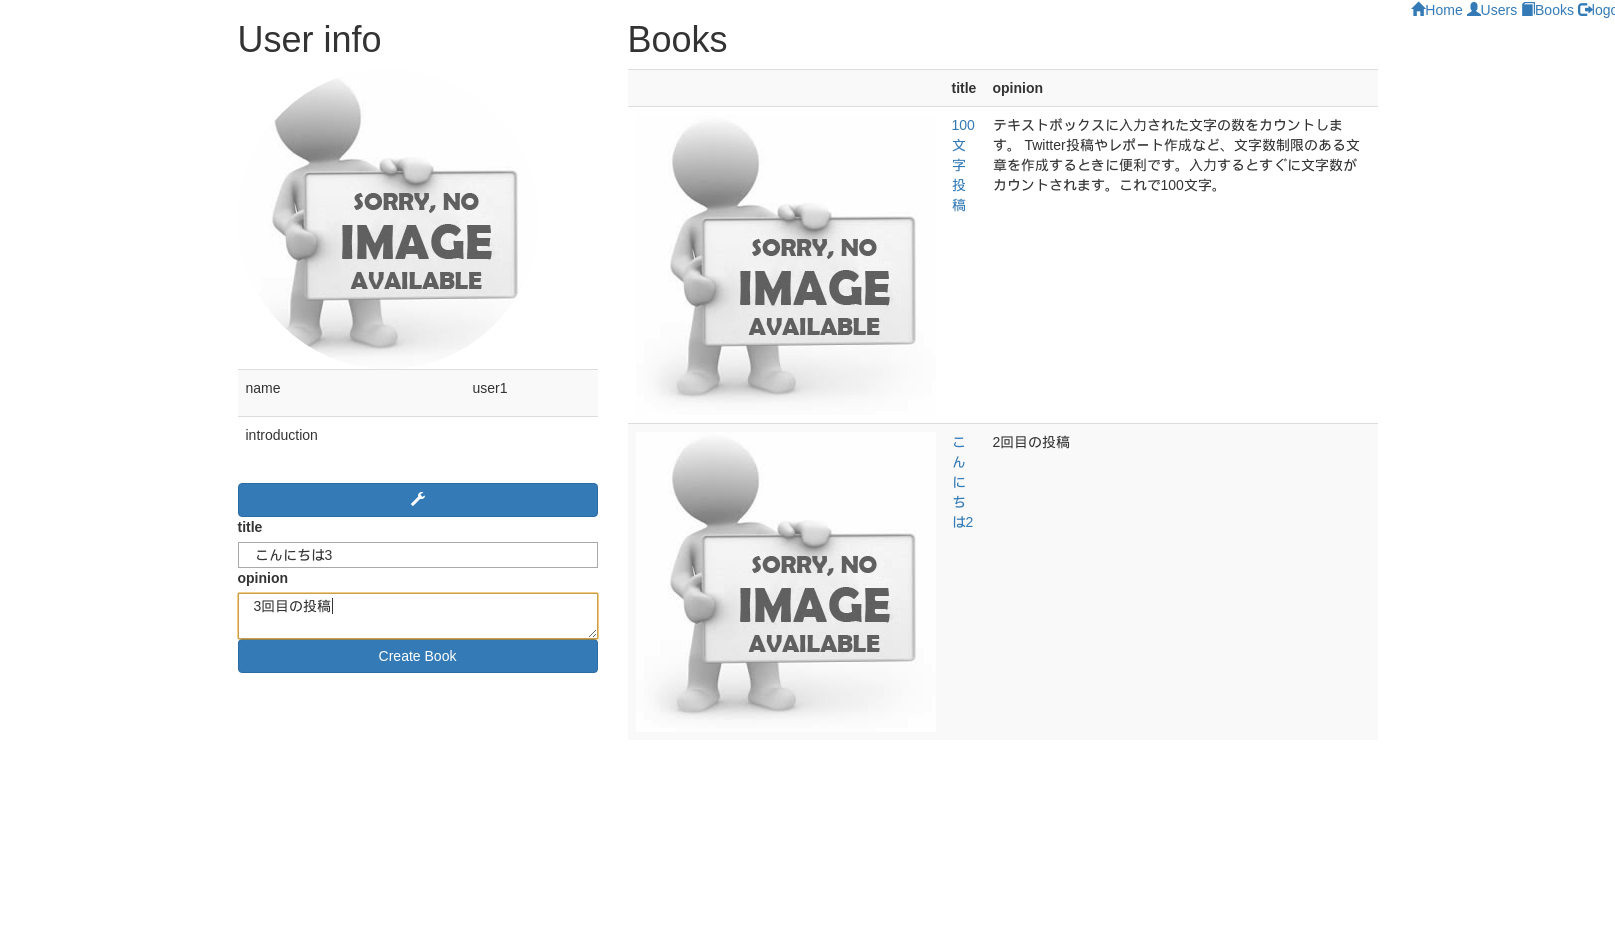 Home Users Books logo
User info
SORRY, NO
IMAGE
AVAILABLE
name user1
introduction
title
こんにちは3
opinion
3回目の投稿
Create Book
Books
title opinion
SORRY, NO
IMAGE
AVAILABLE
100
文
字
投
稿
テキストボックスに入力された文字の数をカウントしま
す。 Twitter投稿やレポート作成など、文字数制限のある文
章を作成するときに便利です。入力するとすぐに文字数が
カウントされます。これで100文字。
SORRY, NO
IMAGE
AVAILABLE
こ
ん
に
ち
は2
2回目の投稿